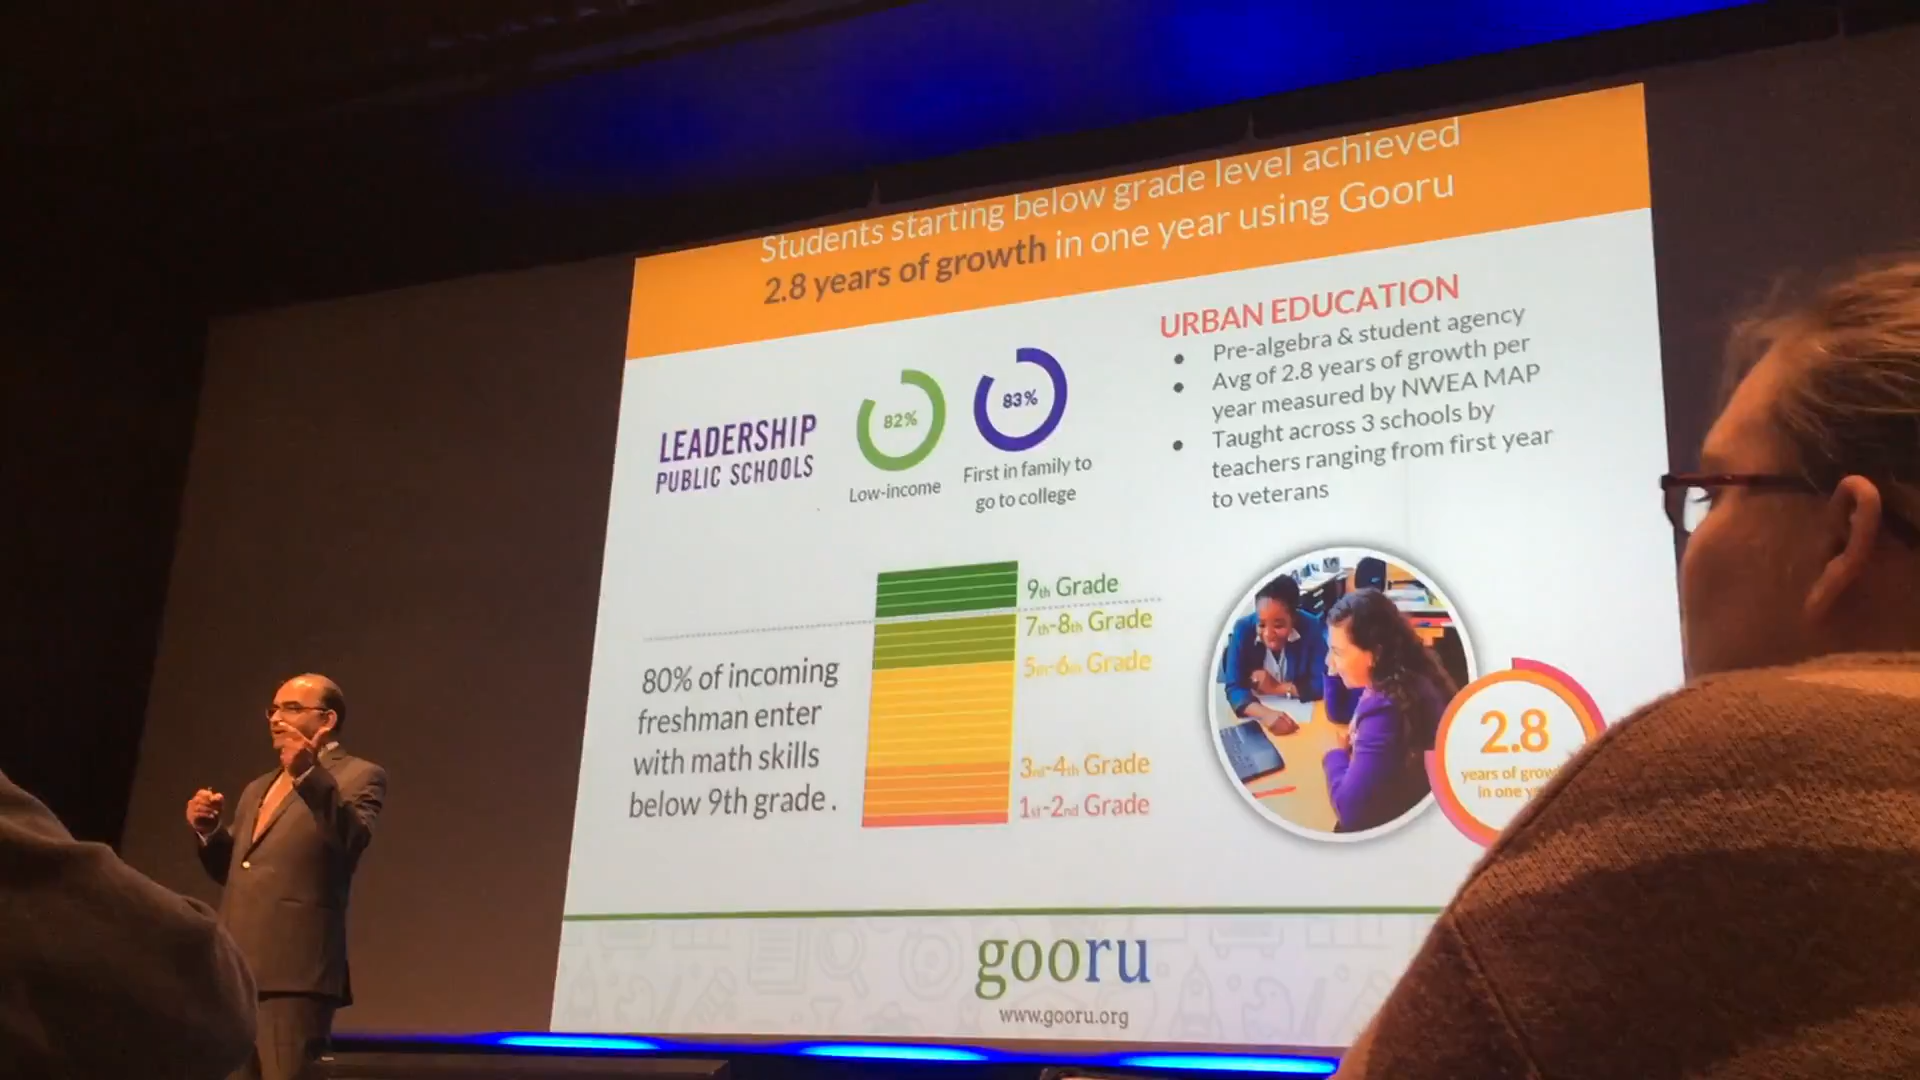 Students starting below grade level achieved
2.8 years of growth in one year using Gooru
LEADERSHIP
PUBLIC SCHOOLS
82%
Low-income
83%
First in family to
go to college
URBAN EDUCATION
• Pre-algebra & student agency
• Avg of 2.8 years of growth per
year measured by NWEA MAP
• Taught across 3 schools by
teachers ranging from first year
to veterans
80% of incoming
freshman enter
with math skills
below 9th grade.
9th Grade
7th-8th Grade
5th-6th Grade
3rd-4th Grade
1st-2nd Grade
2.8
years of
in one
gooru
www.gooru.org